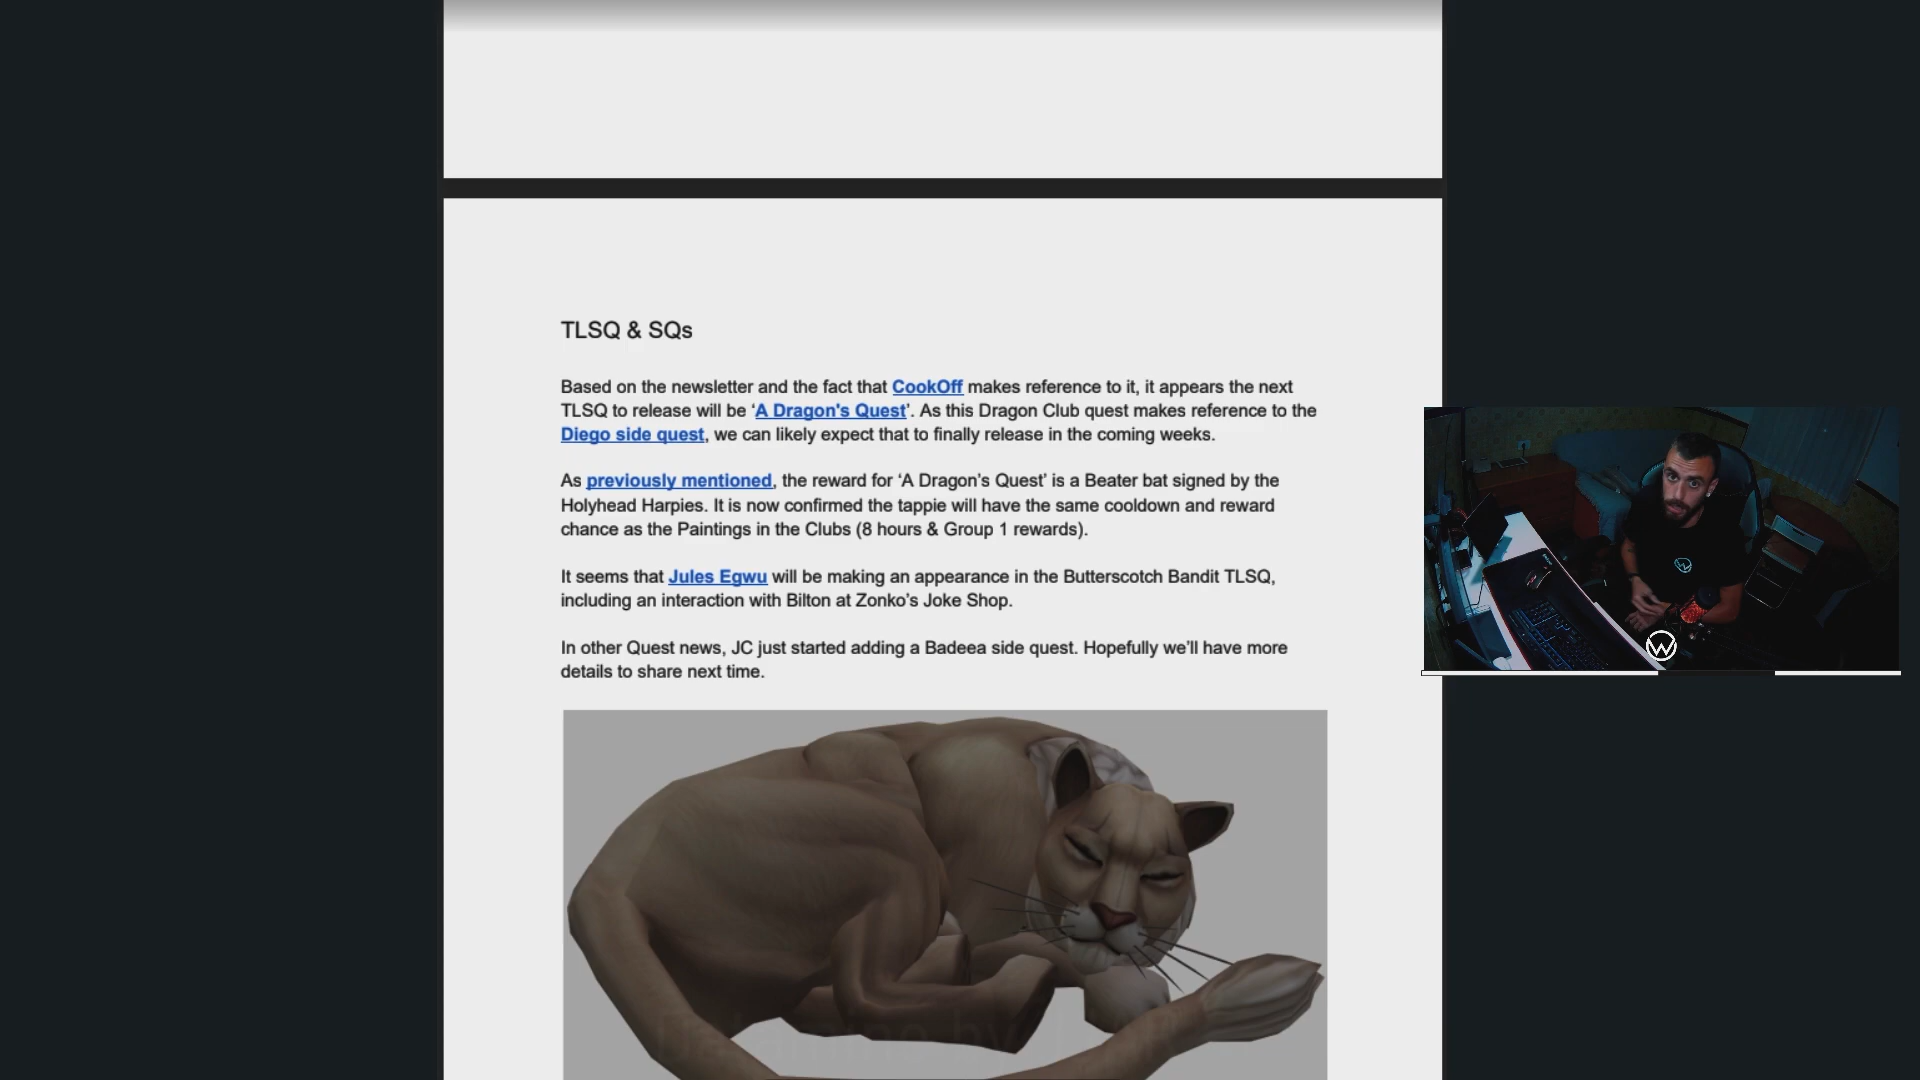 TLSQ & SQs
Based on the newsletter and the fact that CookOff makes reference to it, it appears the next
TLSQ to release will be ‘A Dragon's Quest’. As this Dragon Club quest makes reference to the
Diego side quest, we can likely expect that to finally release in the coming weeks.
As previously mentioned, the reward for ‘A Dragon’s Quest’ is a Beater bat signed by the
Holyhead Harpies. It is now confirmed the tappie will have the same cooldown and reward
chance as the Paintings in the Clubs (8 hours & Group 1 rewards).
It seems that Jules Egwu will be making an appearance in the Butterscotch Bandit TLSQ,
including an interaction with Bilton at Zonko’s Joke Shop.
In other Quest news, JC just started adding a Badeea side quest. Hopefully we’ll have more
details to share next time.
W